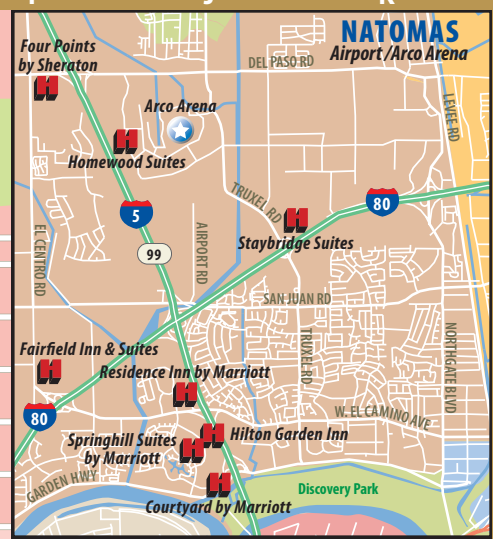 NATOMAS
Airport/Arco Arena
Four Points
by Sheraton
DEL PASO RD
LEVEE RD
Arco Arena
H
H
Homewood Suites
TRUXEL RD
80
H
5
Staybridge Suites
99
EL CENTRO RD
AIRPORT RD
SAN JUAN RD
TRUXEL RD
NORTHGATE BLVD
Fairfield Inn & Suites
H
Residence Inn by Marriott
H
80
W. EL CAMINO AVE
Springhill Suites
by Marriott
H
H
Hilton Garden Inn
GARDEN HWY
H
Courtyard by Marriott
Discovery Park